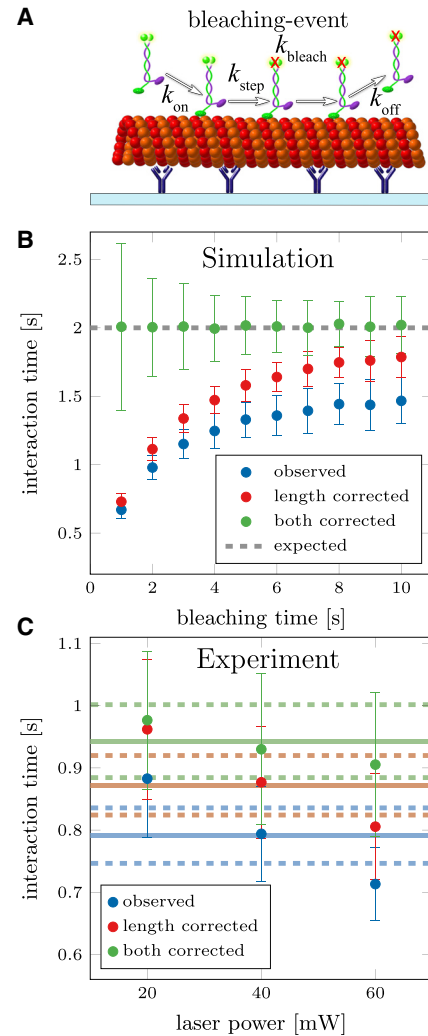 A
bleaching-event
X X X
k_bleach
k_step
k_on
k_off
B
Simulation
2.5
2
1.5
1
0.5
interaction time [s]
observed
length corrected
both corrected
expected
0 2 4 6 8 10
bleaching time [s]
C
Experiment
1.1
1
0.9
0.8
0.7
0.6
interaction time [s]
observed
length corrected
both corrected
20 40 60
laser power [mW]